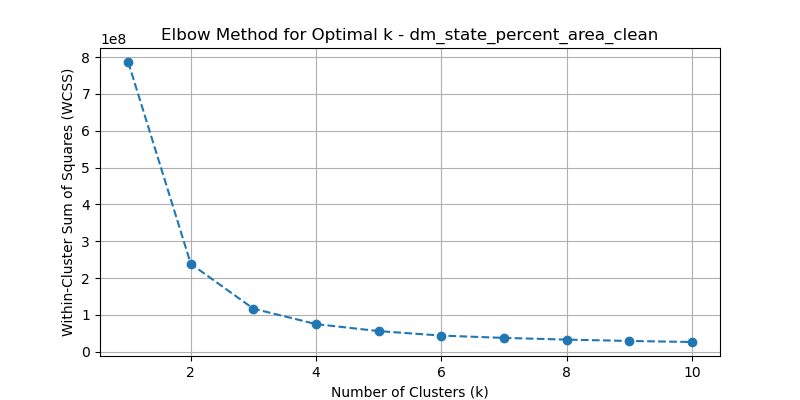 Elbow Method for Optimal k - dm_state_percent_area_clean
1e8
8
7
6
5
4
3
2
1
0
Within-Cluster Sum of Squares (WCSS)
2 4 6 8 10
Number of Clusters (k)